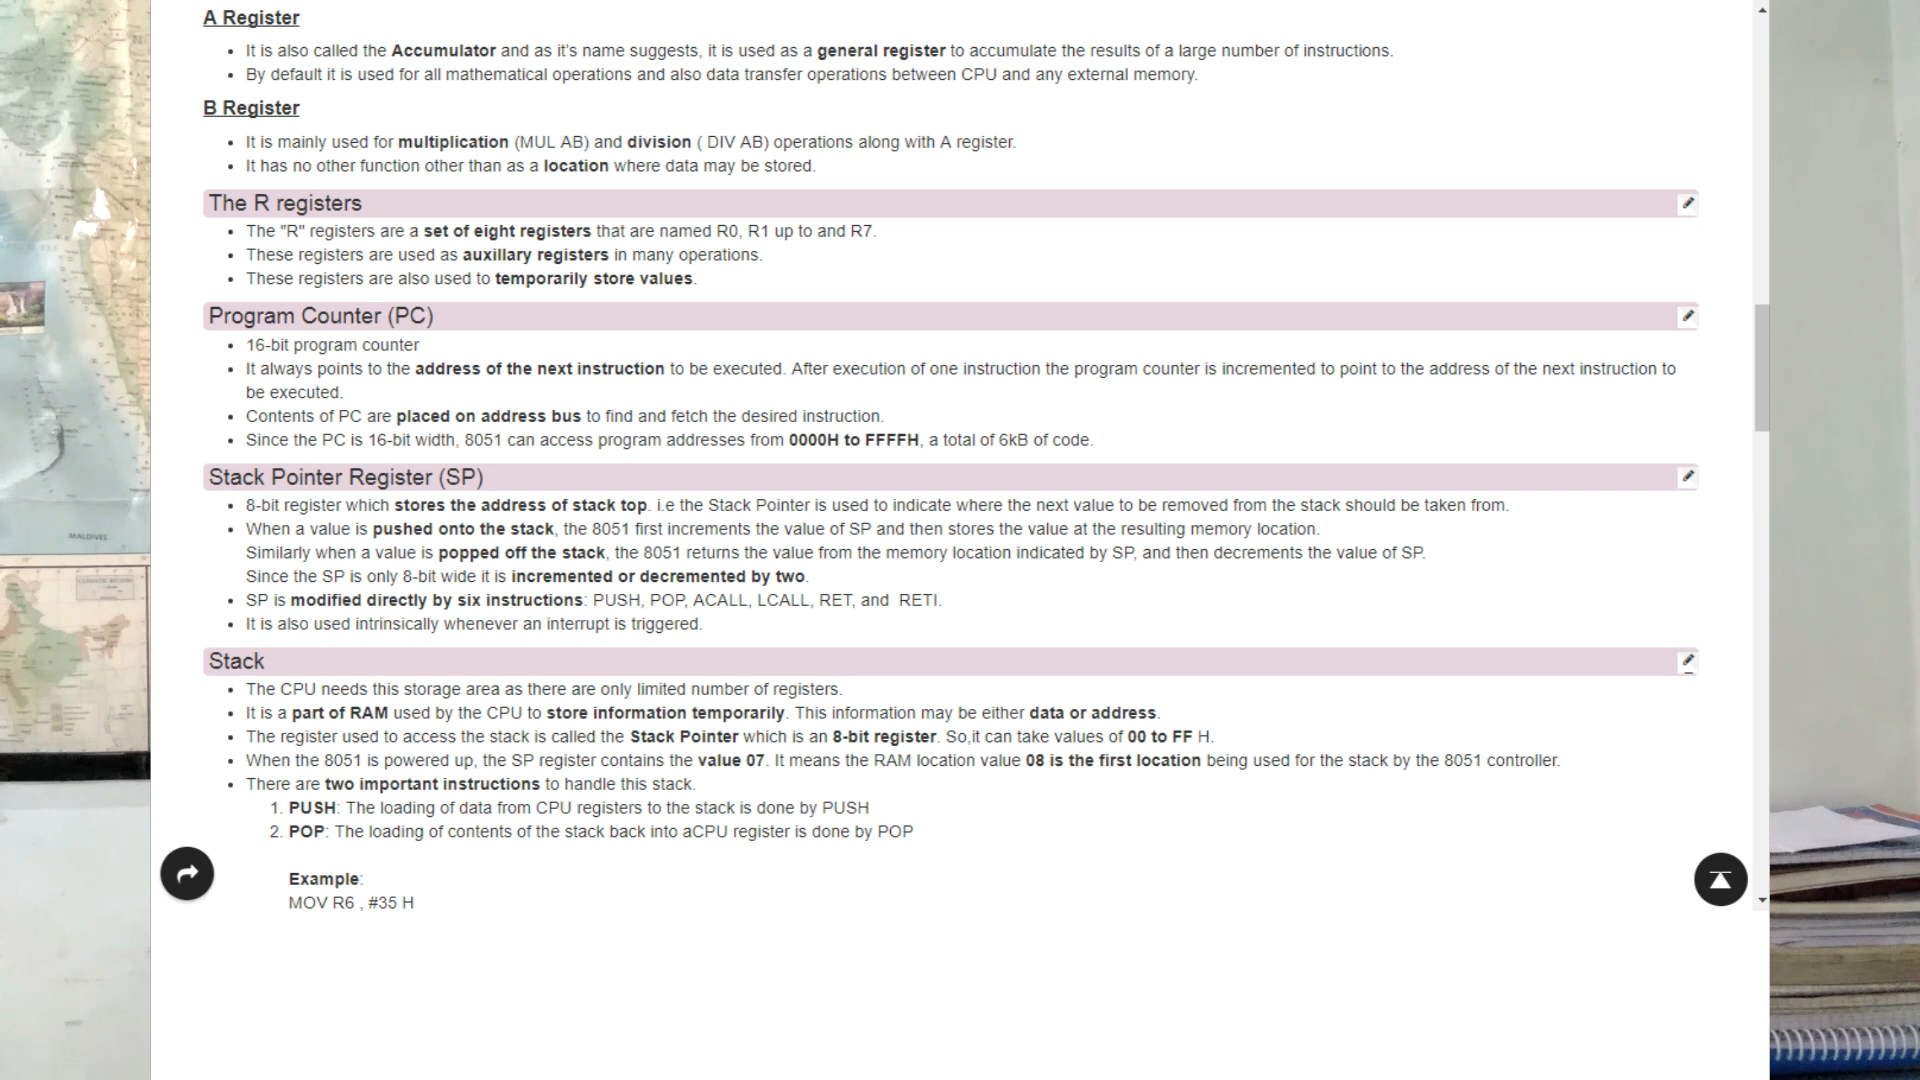 A Register
• It is also called the Accumulator and as it's name suggests, it is used as a general register to accumulate the results of a large number of instructions.
• By default it is used for all mathematical operations and also data transfer operations between CPU and any external memory.
B Register
• It is mainly used for multiplication (MUL AB) and division ( DIV AB) operations along with A register.
• It has no other function other than as a location where data may be stored.
The R registers
• The "R" registers are a set of eight registers that are named R0, R1 up to and R7.
• These registers are used as auxillary registers in many operations.
• These registers are also used to temporarily store values.
Program Counter (PC)
• 16-bit program counter
• It always points to the address of the next instruction to be executed. After execution of one instruction the program counter is incremented to point to the address of the next instruction to
be executed.
• Contents of PC are placed on address bus to find and fetch the desired instruction.
• Since the PC is 16-bit width, 8051 can access program addresses from 0000H to FFFFH, a total of 6kB of code.
Stack Pointer Register (SP)
• 8-bit register which stores the address of stack top. i.e the Stack Pointer is used to indicate where the next value to be removed from the stack should be taken from.
• When a value is pushed onto the stack, the 8051 first increments the value of SP and then stores the value at the resulting memory location.
Similarly when a value is popped off the stack, the 8051 returns the value from the memory location indicated by SP, and then decrements the value of SP.
Since the SP is only 8-bit wide it is incremented or decremented by two.
• SP is modified directly by six instructions: PUSH, POP, ACALL, LCALL, RET, and RETI.
• It is also used intrinsically whenever an interrupt is triggered.
Stack
• The CPU needs this storage area as there are only limited number of registers.
• It is a part of RAM used by the CPU to store information temporarily. This information may be either data or address.
• The register used to access the stack is called the Stack Pointer which is an 8-bit register. So,it can take values of 00 to FF H.
• When the 8051 is powered up, the SP register contains the value 07. It means the RAM location value 08 is the first location being used for the stack by the 8051 controller.
• There are two important instructions to handle this stack.
1. PUSH: The loading of data from CPU registers to the stack is done by PUSH
2. POP: The loading of contents of the stack back into aCPU register is done by POP
Example:
MOV R6 , #35 H
MALDIVES